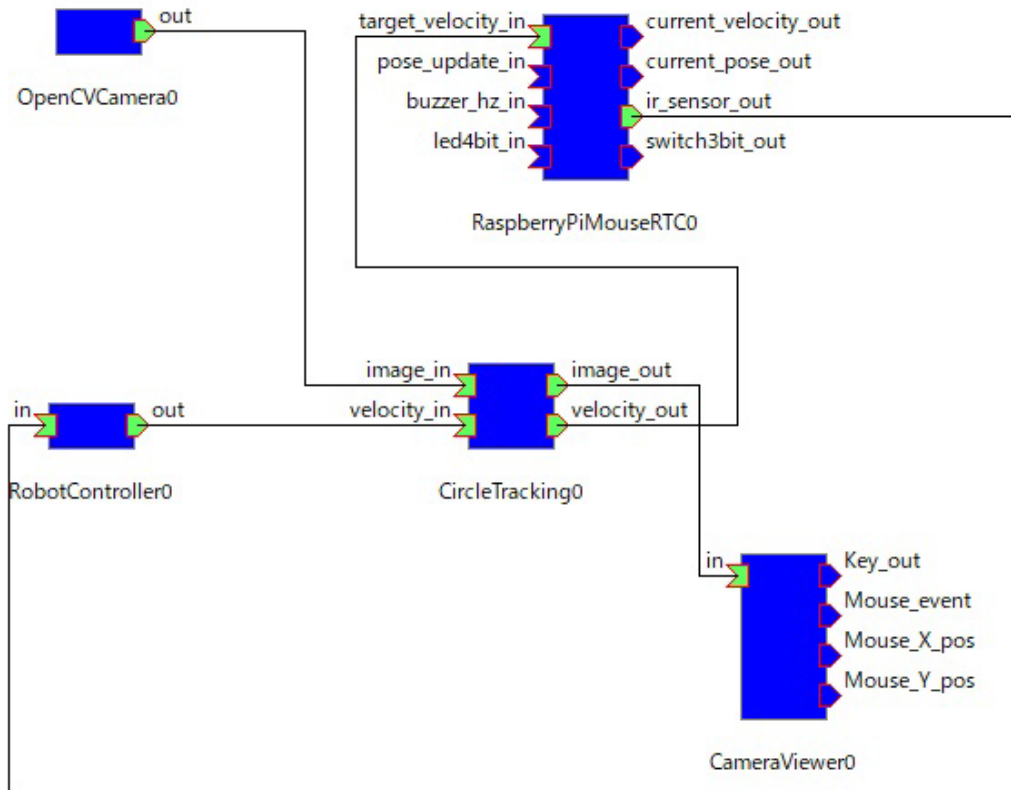 out
OpenCVCamera0
target_velocity_in
pose_update_in
buzzer_hz_in
led4bit_in
current_velocity_out
current_pose_out
ir_sensor_out
switch3bit_out
RaspberryPiMouseRTC0
in
out
RobotController0
image_in
velocity_in
image_out
velocity_out
CircleTracking0
in
Key_out
Mouse_event
Mouse_X_pos
Mouse_Y_pos
CameraViewer0